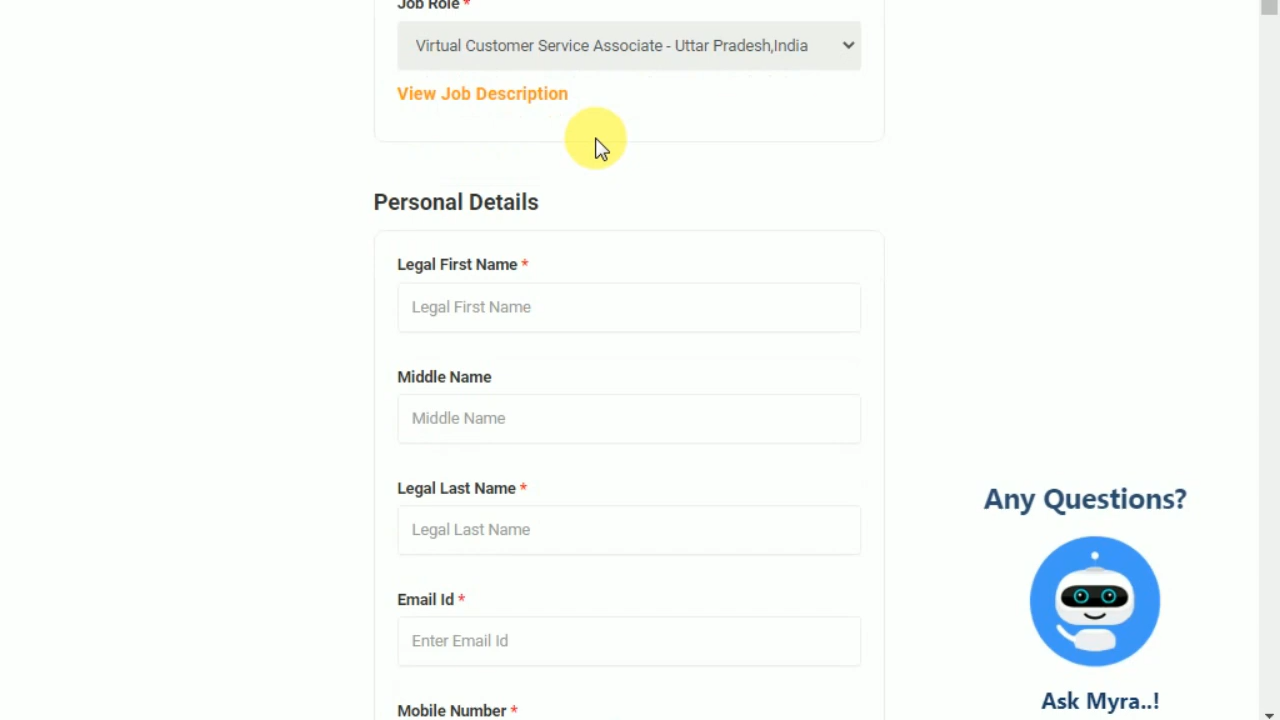 Job Role *
Virtual Customer Service Associate - Uttar Pradesh,India
View Job Description
Personal Details
Legal First Name *
Legal First Name
Middle Name
Middle Name
Legal Last Name *
Legal Last Name
Email Id *
Enter Email Id
Mobile Number *
Any Questions?
Ask Myra..!